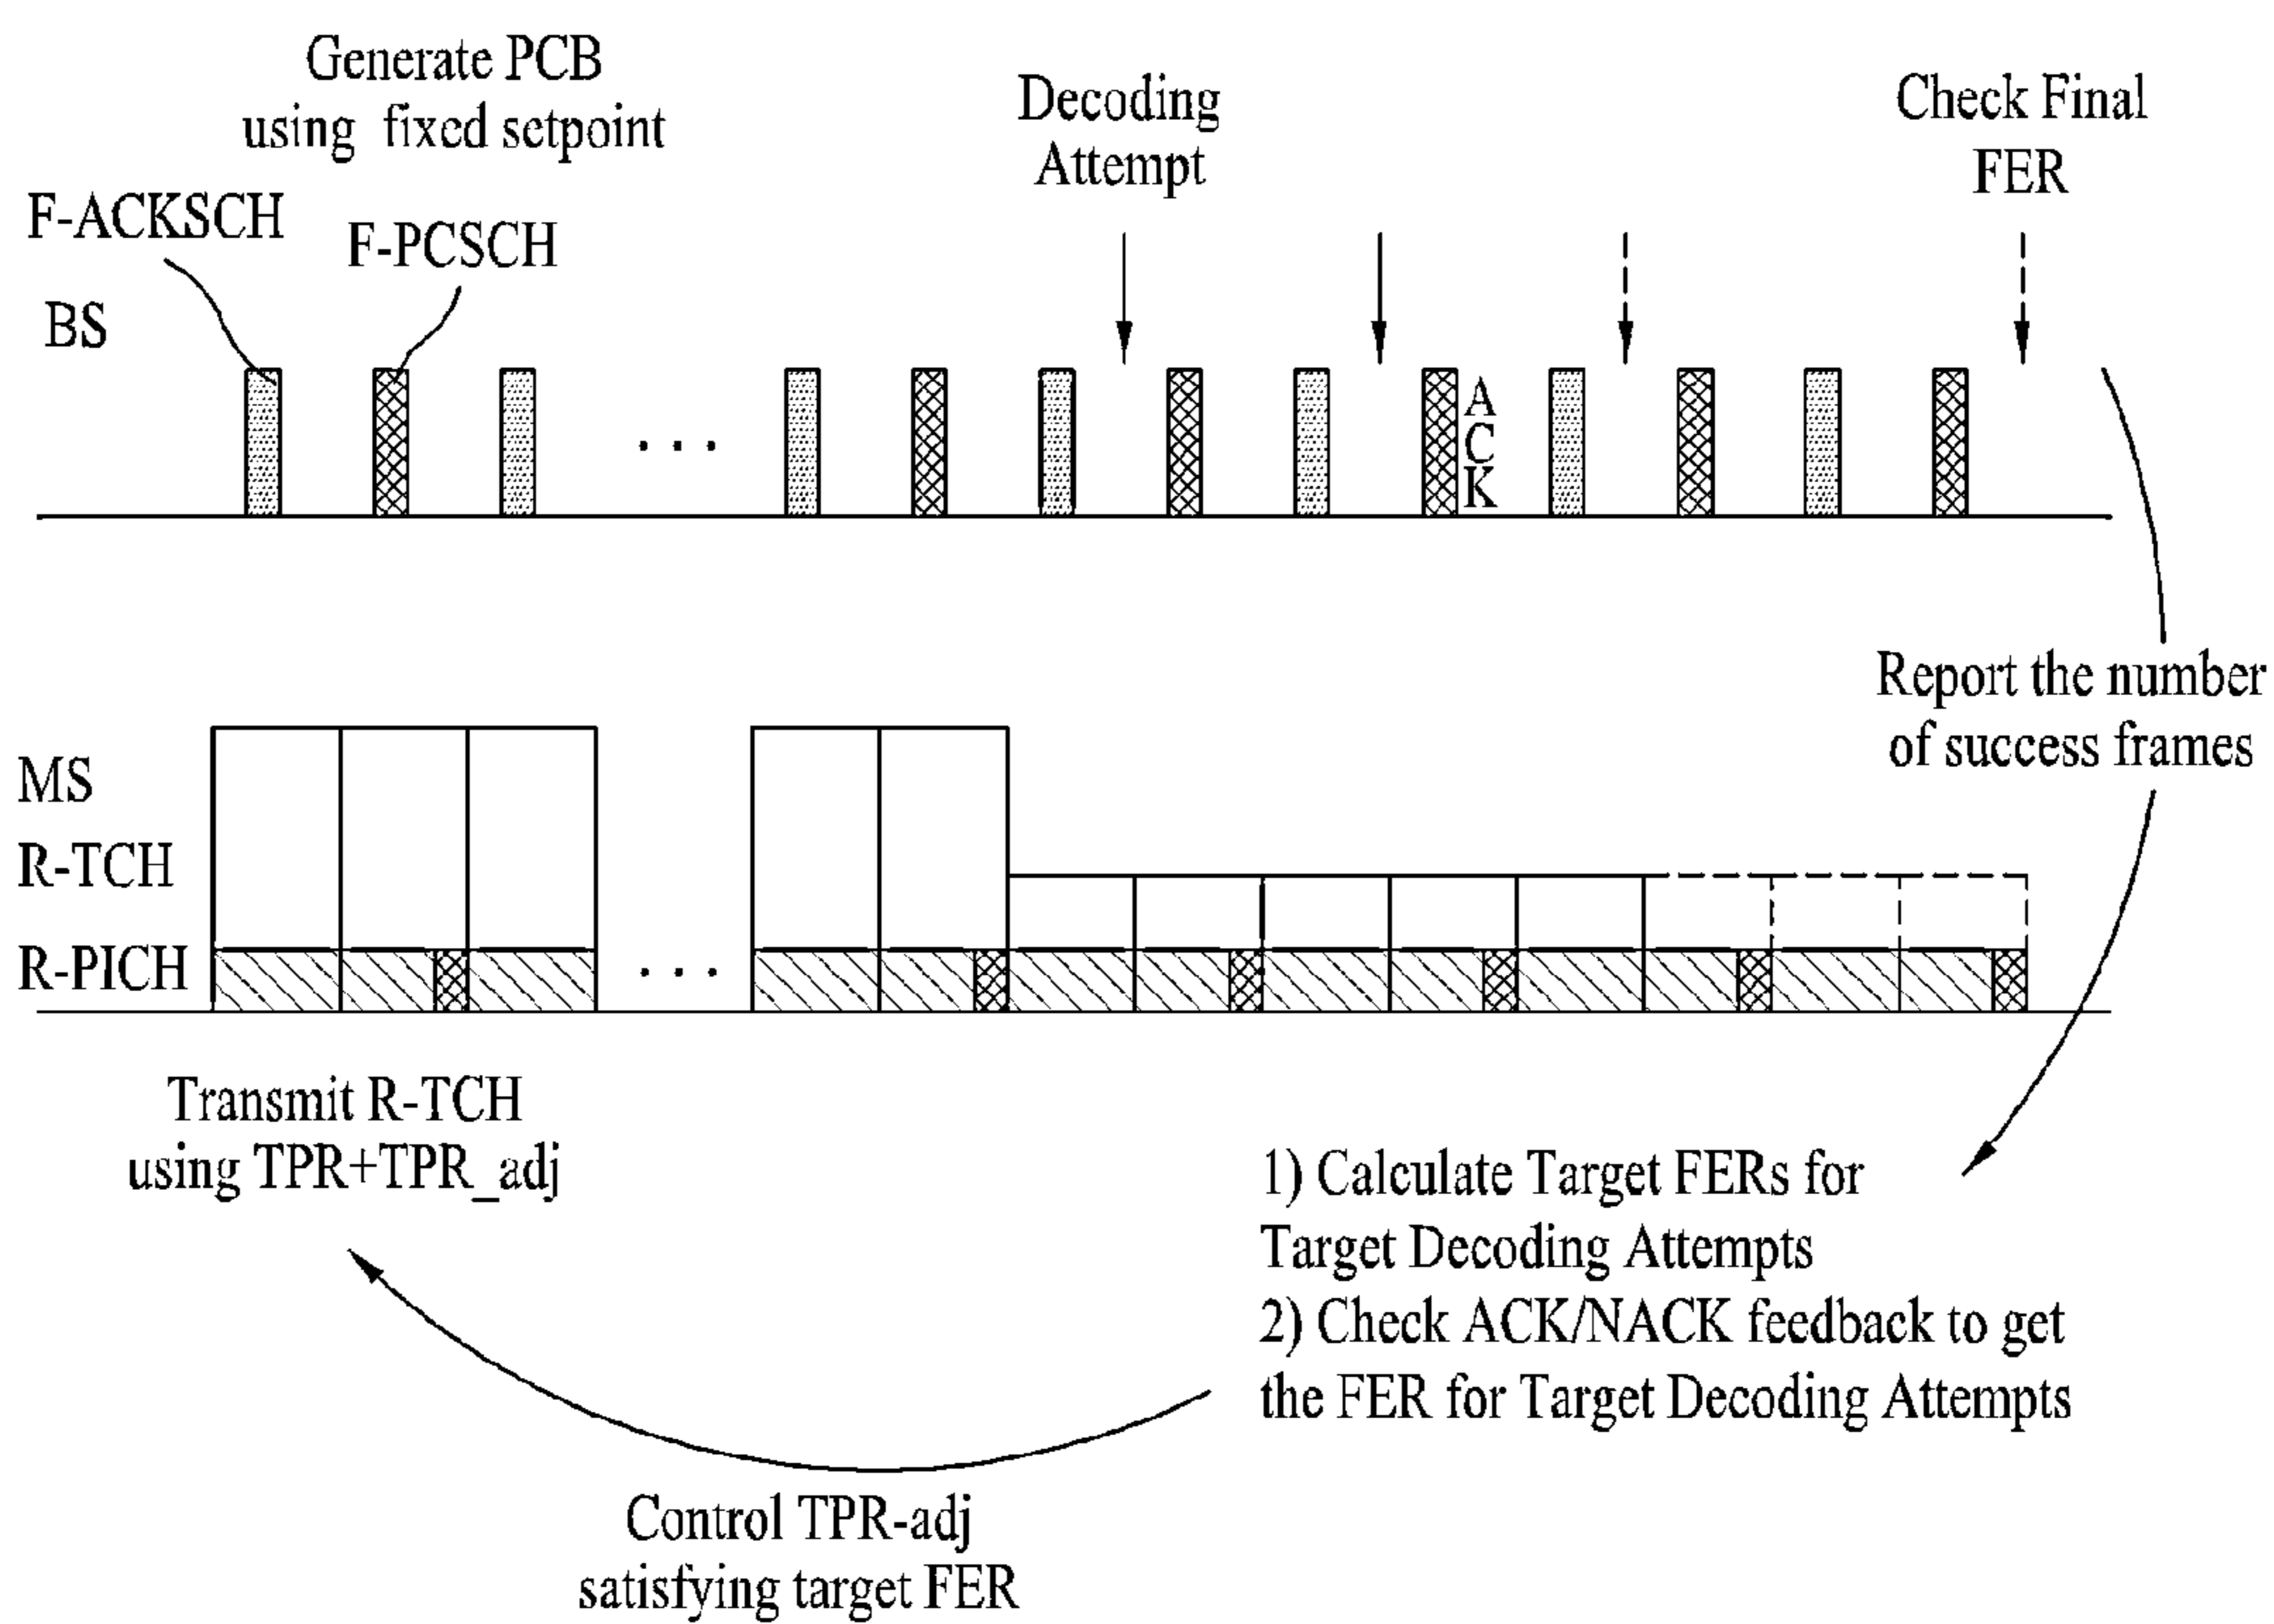 Generate PCB
using fixed setpoint
Decoding
Attempt
Check Final
FER
F-ACKSCH
F-PCSCH
BS
A
C
K
Report the number
of success frames
MS
R-TCH
R-PICH
Transmit R-TCH
using TPR+TPR_adj
1) Calculate Target FERs for
Target Decoding Attempts
2) Check ACK/NACK feedback to get
the FER for Target Decoding Attempts
Control TPR-adj
satisfying target FER